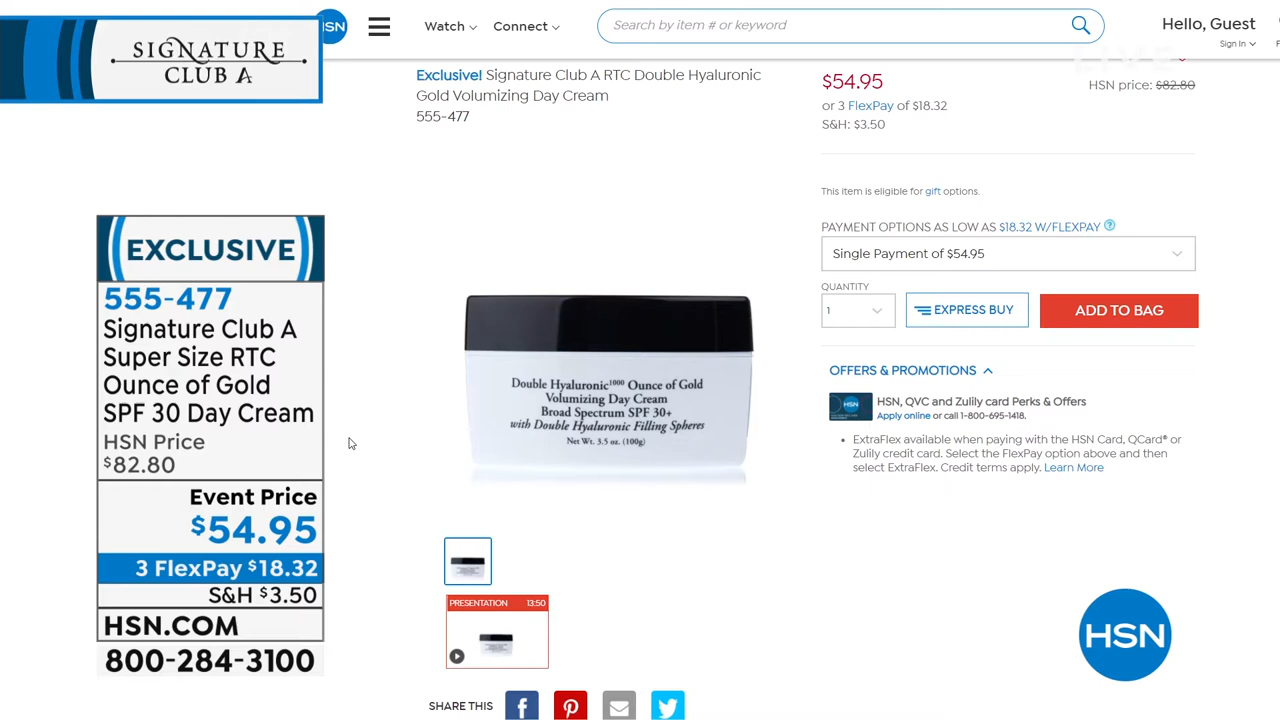 SIGNATURE
CLUB A
HSN
Watch
Connect
Search by item # or keyword
Hello, Guest
Sign In
LIVE
Exclusive! Signature Club A RTC Double Hyaluronic
Gold Volumizing Day Cream
555-477
$54.95
HSN price: $82.80
or 3 FlexPay of $18.32
S&H: $3.50
This item is eligible for gift options.
PAYMENT OPTIONS AS LOW AS $18.32 W/FLEXPAY ?
Single Payment of $54.95
QUANTITY
1
EXPRESS BUY
ADD TO BAG
OFFERS & PROMOTIONS
HSN
HSN, QVC and Zulily card Perks & Offers
Apply online or call 1-800-695-1418.
• ExtraFlex available when paying with the HSN Card, QCard® or
Zulily credit card. Select the FlexPay option above and then
select ExtraFlex. Credit terms apply. Learn More
EXCLUSIVE
555-477
Signature Club A
Super Size RTC
Ounce of Gold
SPF 30 Day Cream
HSN Price
$82.80
Event Price
$54.95
3 FlexPay $18.32
S&H $3.50
HSN.COM
800-284-3100
Double Hyaluronic1000 Ounce of Gold
Volumizing Day Cream
Broad Spectrum SPF 30+
with Double Hyaluronic Filling Spheres
Net Wt. 3.5 oz. (100g)
PRESENTATION 13:50
SHARE THIS
HSN